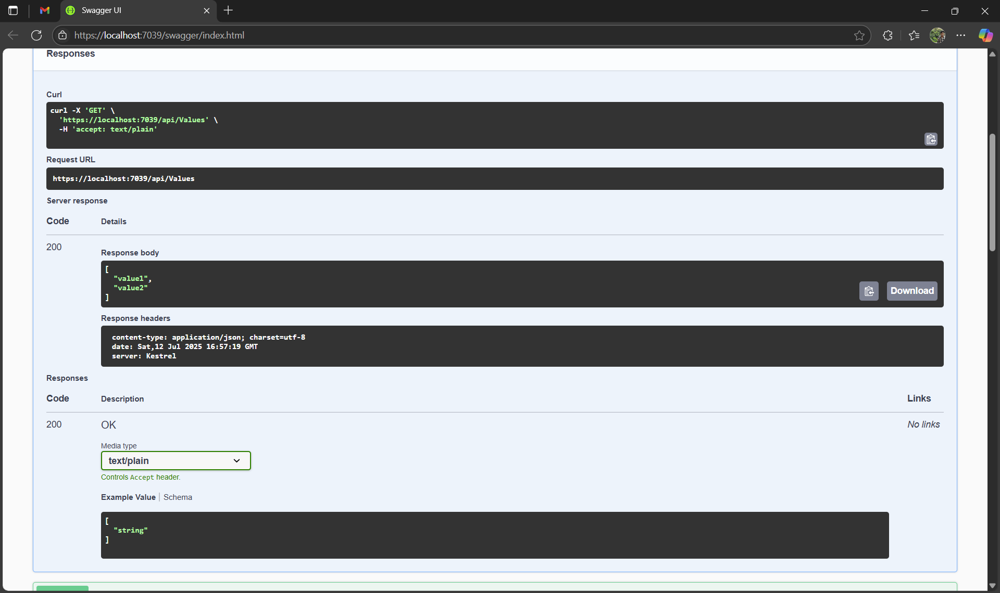 Swagger UI
https://localhost:7039/swagger/index.html
Responses
Curl
curl -X 'GET' \
'https://localhost:7039/api/Values' \
-H 'accept: text/plain'
Request URL
https://localhost:7039/api/Values
Server response
Code Details
200
Response body
[
"value1",
"value2"
]
Download
Response headers
content-type: application/json; charset=utf-8
date: Sat,12 Jul 2025 16:57:19 GMT
server: Kestrel
Responses
Code Description Links
200 OK No links
Media type
text/plain
Controls Accept header.
Example Value Schema
[
"string"
]